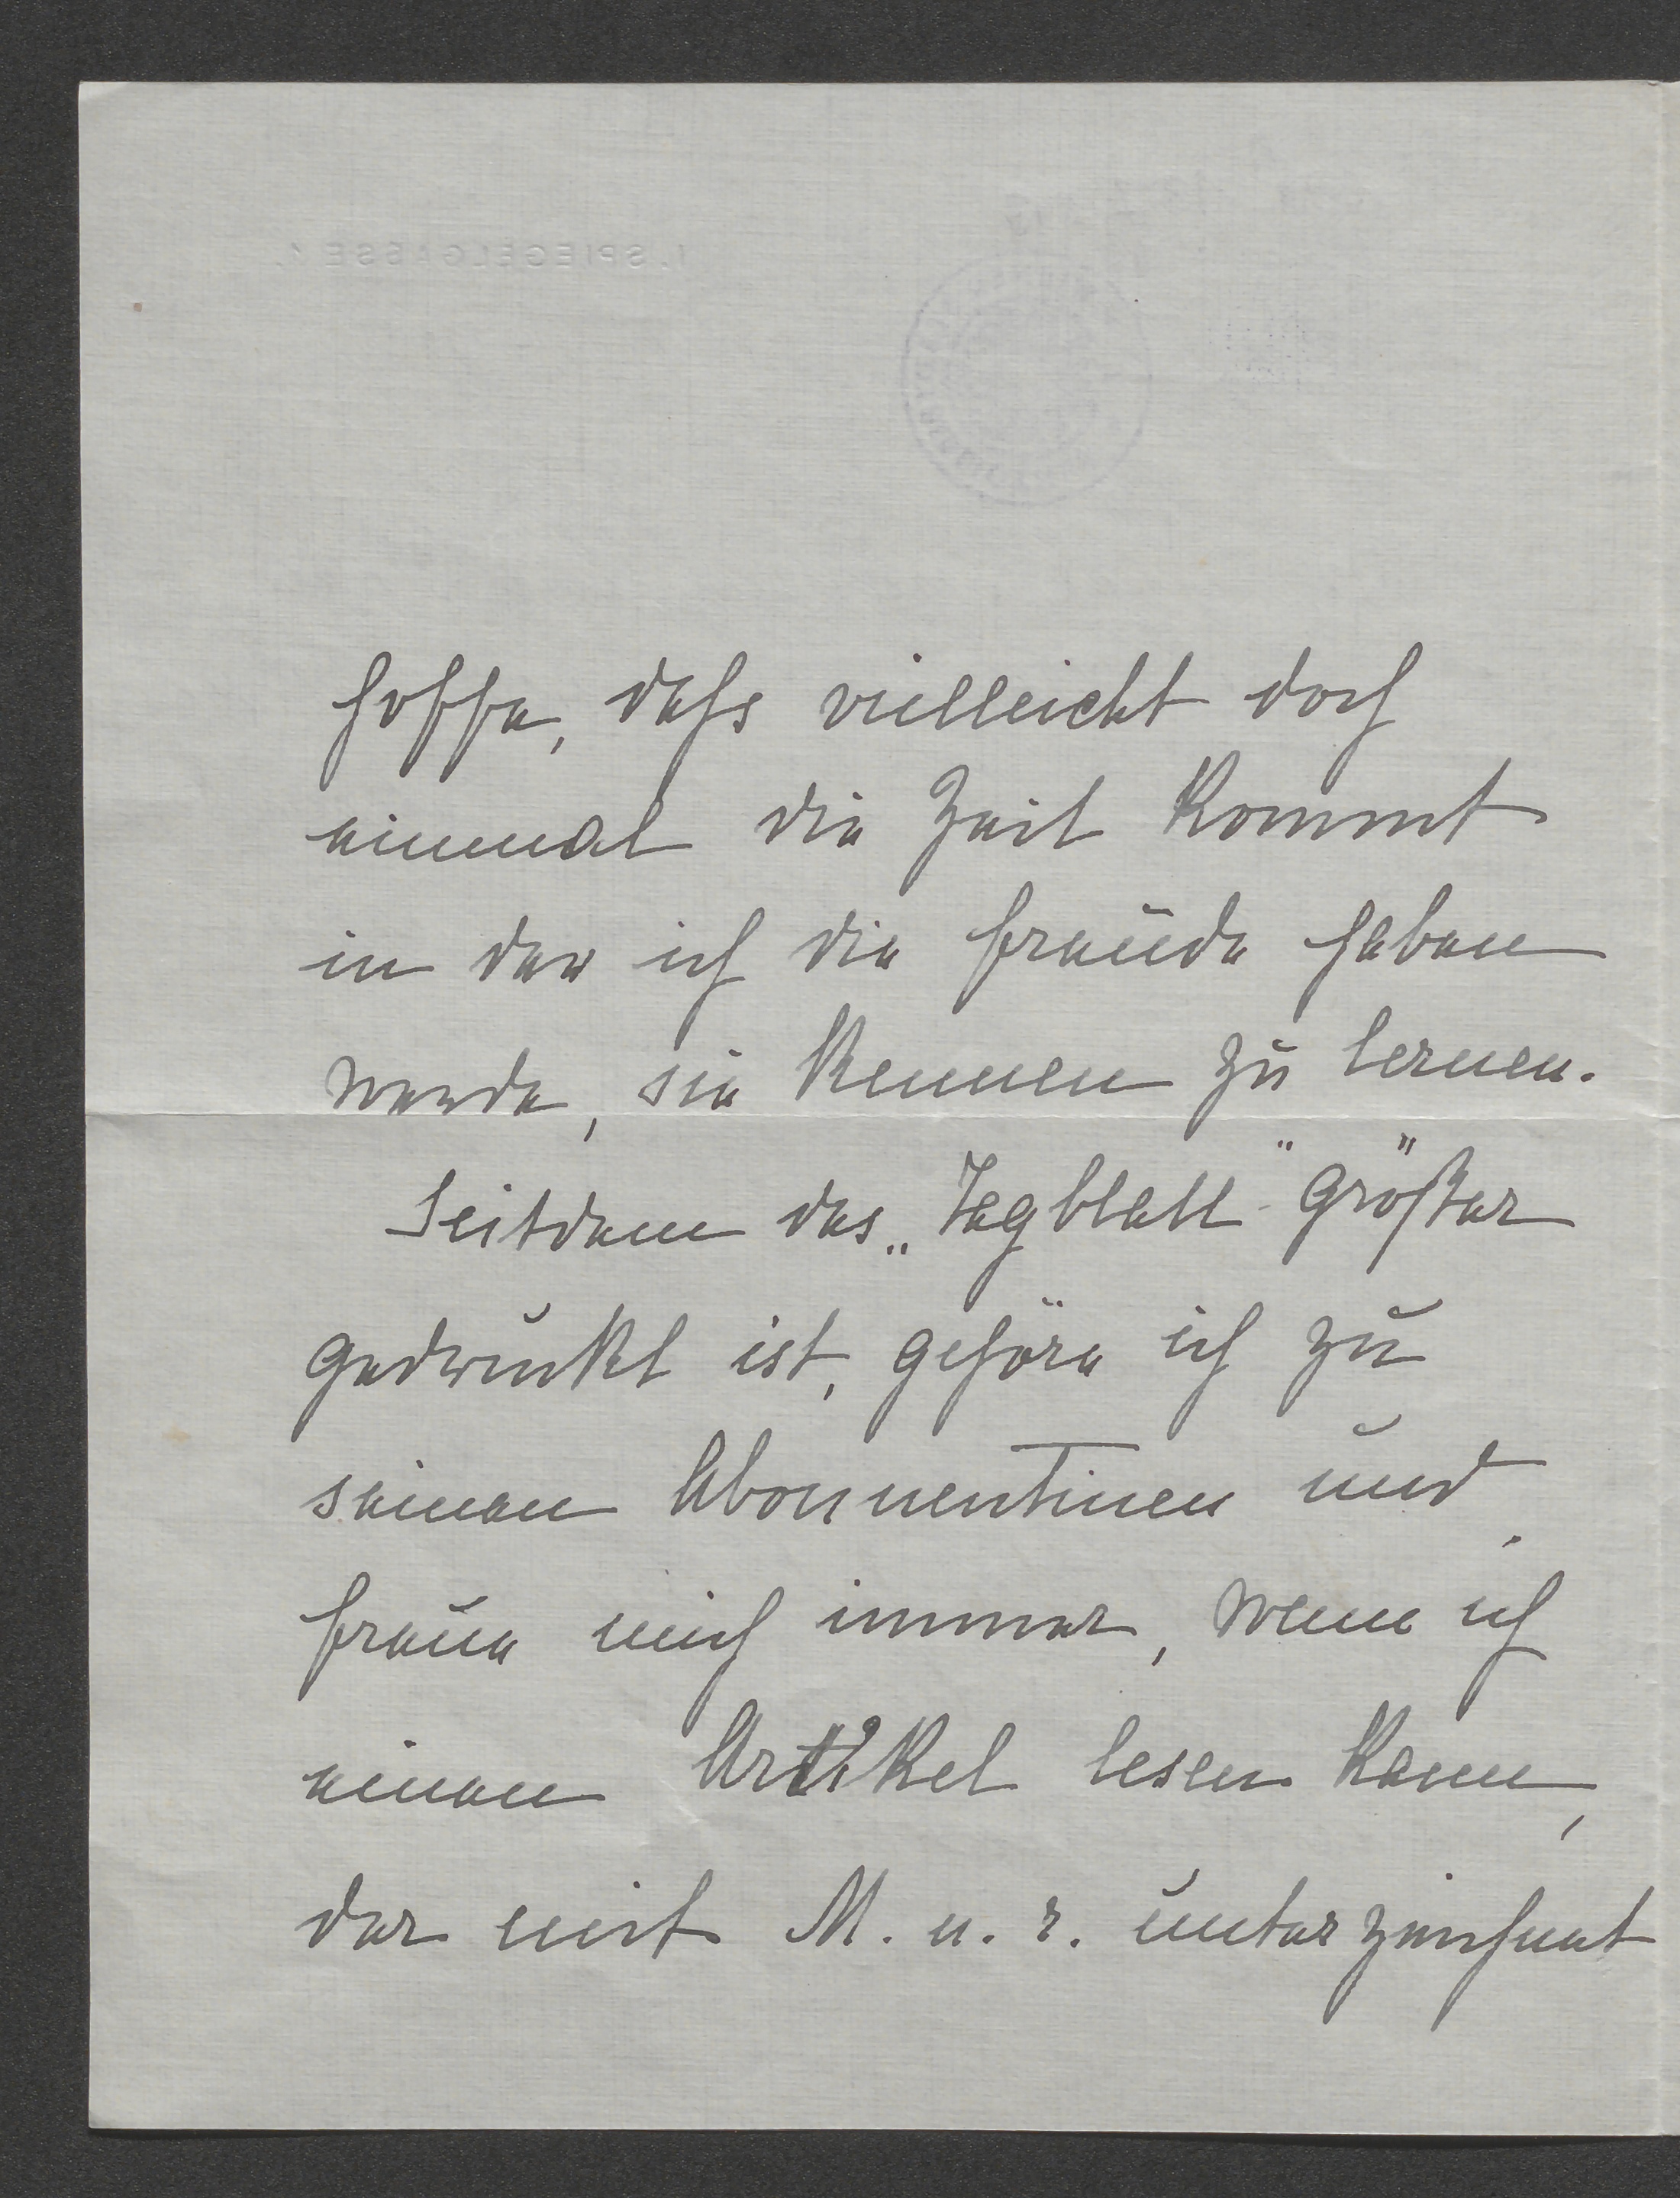 I. SPIEGELGASSE
hoffe, dass vielleicht doch
einmal die Zeit kommt
in der ich die Freude haben
werde, sie kennen zu lernen.
Seitdem das „Tagblatt" größer
gedruckt ist, gehöre ich zu
seinen Abonnentinen und
freue mich immer, wenn ich
einen Artikel lesen kann,
der mit M. u. r. unterzeichnet